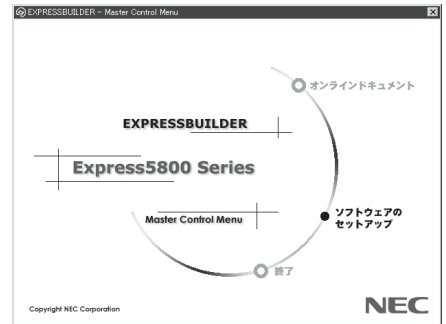 EXPRESSBUILDER - Master Control Menu
オンラインドキュメント
EXPRESSBUILDER
Express5800 Series
Master Control Menu
ソフトウェアの
セットアップ
終了
Copyright NEC Corporation
NEC